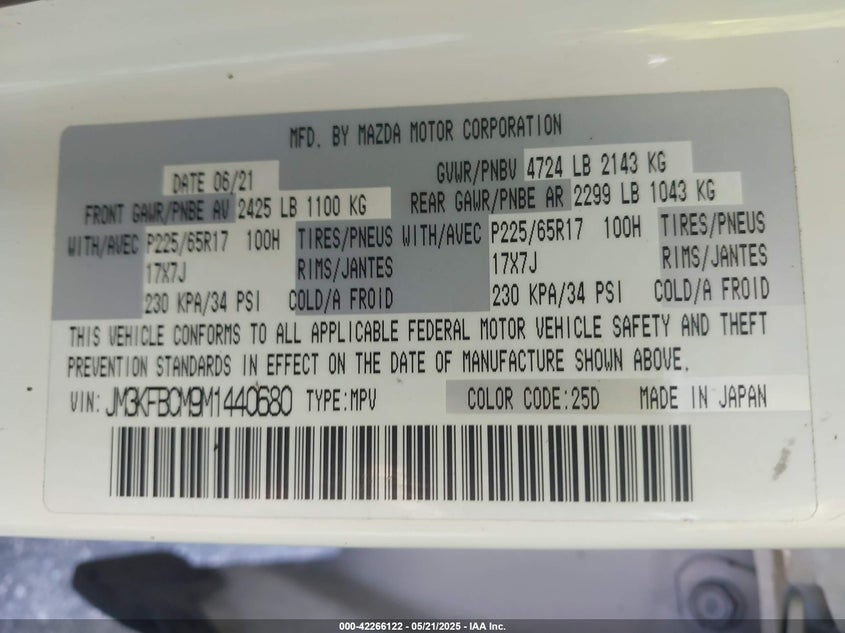 MFD. BY MAZDA MOTOR CORPORATION
DATE 06/21 GVWR/PNBV 4724 LB 2143 KG
FRONT GAWR/PNBE AV 2425 LB 1100 KG REAR GAWR/PNBE AR 2299 LB 1043 KG
WITH/AVEC P225/65R17 100H TIRES/PNEUS WITH/AVEC P225/65R17 100H TIRES/PNEUS
17X7J RIMS/JANTES 17X7J RIMS/JANTES
230 KPA/34 PSI COLD/A FROID 230 KPA/34 PSI COLD/A FROID
THIS VEHICLE CONFORMS TO ALL APPLICABLE FEDERAL MOTOR VEHICLE SAFETY AND THEFT
PREVENTION STANDARDS IN EFFECT ON THE DATE OF MANUFACTURE SHOWN ABOVE.
VIN: JM3KFBCM9M1440680 TYPE:MPV COLOR CODE:25D MADE IN JAPAN
000-42266122 - 05/21/2025 - IAA Inc.